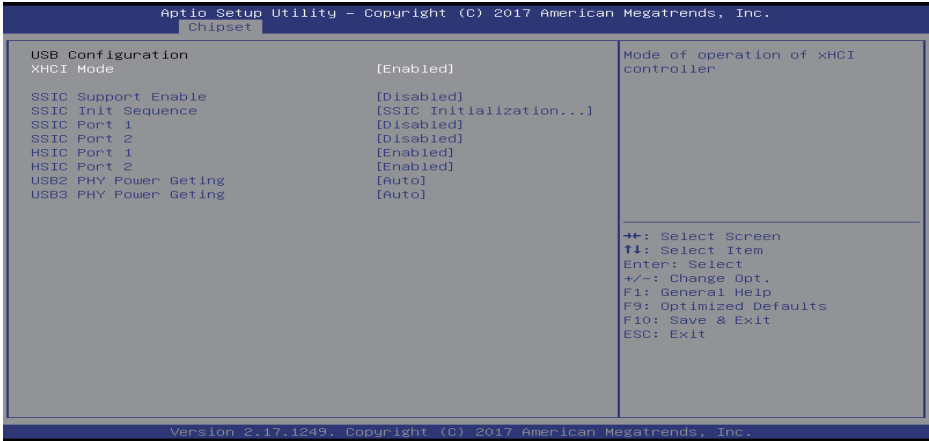 Aptio Setup Utility – Copyright (C) 2017 American Megatrends, Inc.
Chipset
USB Configuration
XHCI Mode [Enabled]
SSIC Support Enable [Disabled]
SSIC Init Sequence [SSIC Initialization...]
SSIC Port 1 [Disabled]
SSIC Port 2 [Disabled]
HSIC Port 1 [Enabled]
HSIC Port 2 [Enabled]
USB2 PHY Power Geting [Auto]
USB3 PHY Power Geting [Auto]
Mode of operation of xHCI
controller
→←: Select Screen
↑↓: Select Item
Enter: Select
+/-: Change Opt.
F1: General Help
F9: Optimized Defaults
F10: Save & Exit
ESC: Exit
Version 2.17.1249. Copyright (C) 2017 American Megatrends, Inc.